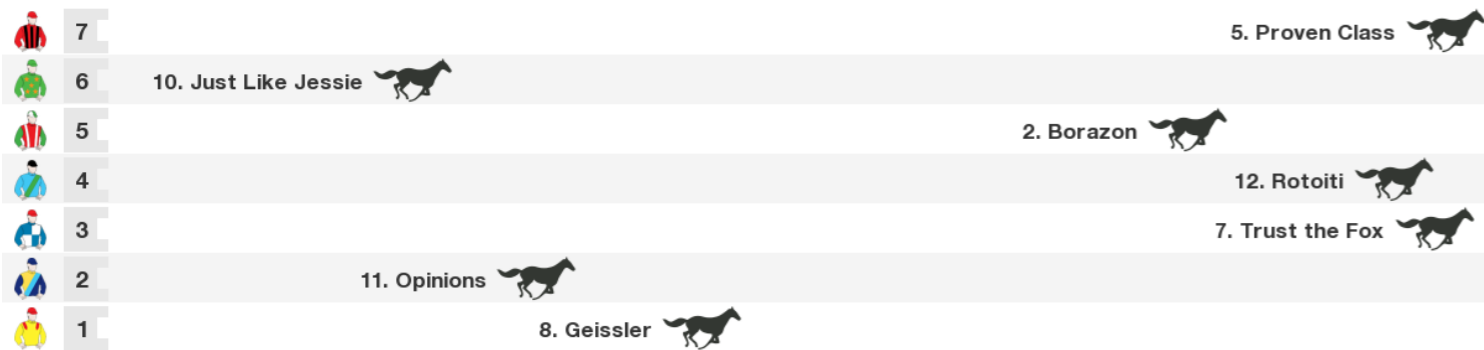 7 5. Proven Class
6 10. Just Like Jessie
5 2. Borazon
4 12. Rotoiti
3 7. Trust the Fox
2 11. Opinions
1 8. Geissler